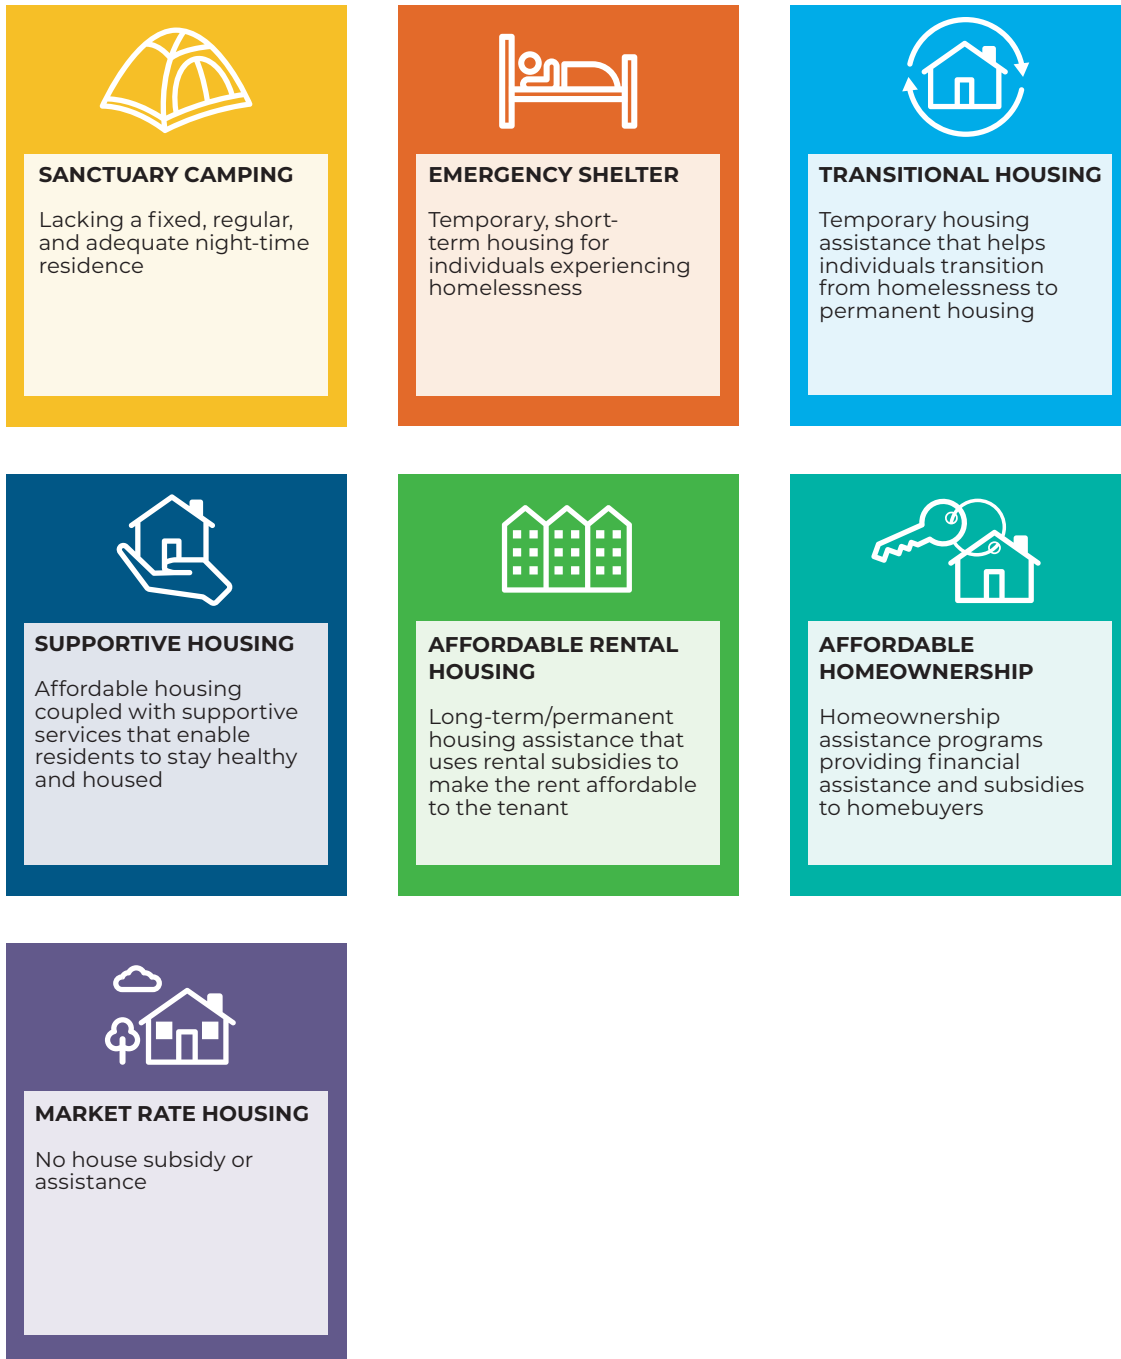 SANCTUARY CAMPING
Lacking a fixed, regular,
and adequate night-time
residence
EMERGENCY SHELTER
Temporary, short-
term housing for
individuals experiencing
homelessness
TRANSITIONAL HOUSING
Temporary housing
assistance that helps
individuals transition
from homelessness to
permanent housing
SUPPORTIVE HOUSING
Affordable housing
coupled with supportive
services that enable
residents to stay healthy
and housed
AFFORDABLE RENTAL
HOUSING
Long-term/permanent
housing assistance that
uses rental subsidies to
make the rent affordable
to the tenant
AFFORDABLE
HOMEOWNERSHIP
Homeownership
assistance programs
providing financial
assistance and subsidies
to homebuyers
MARKET RATE HOUSING
No house subsidy or
assistance